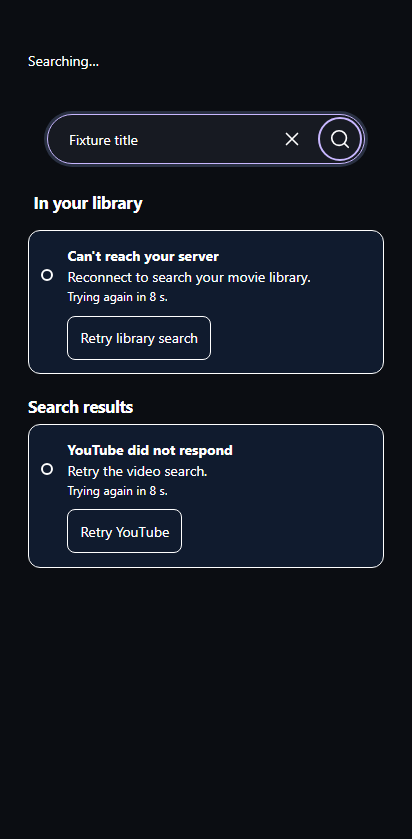 Searching...
Fixture title
In your library
Can't reach your server
Reconnect to search your movie library.
Trying again in 8 s.
Retry library search
Search results
YouTube did not respond
Retry the video search.
Trying again in 8 s.
Retry YouTube